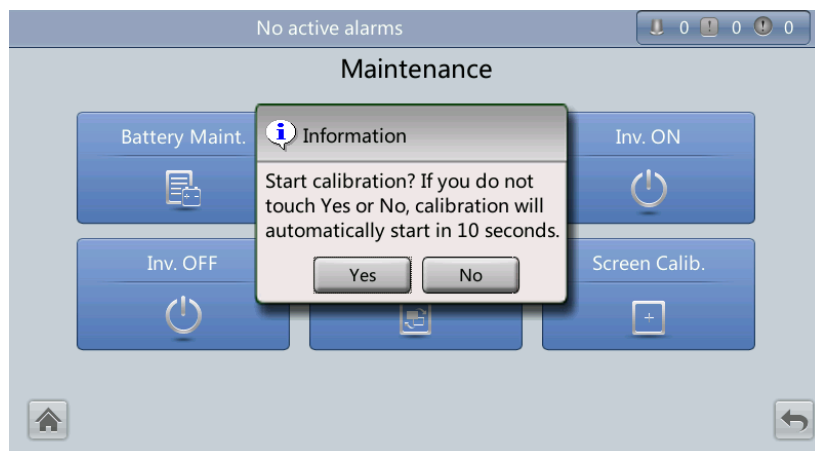 No active alarms
0 0 0
Maintenance
Battery Maint.
Information
Inv. ON
Start calibration? If you do not
touch Yes or No, calibration will
automatically start in 10 seconds.
Yes No
Inv. OFF
Screen Calib.